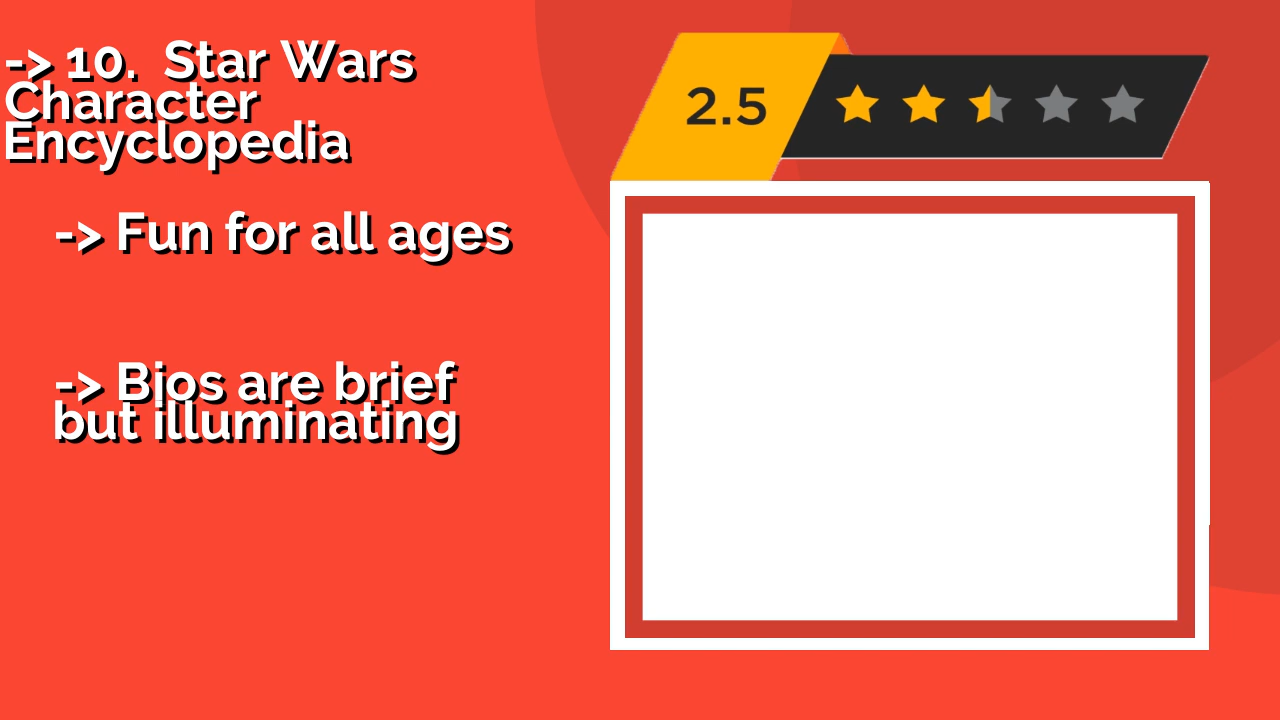 -> 10.  Star Wars
Character
Encyclopedia
2.5
-> Fun for all ages
-> Bios are brief
but illuminating